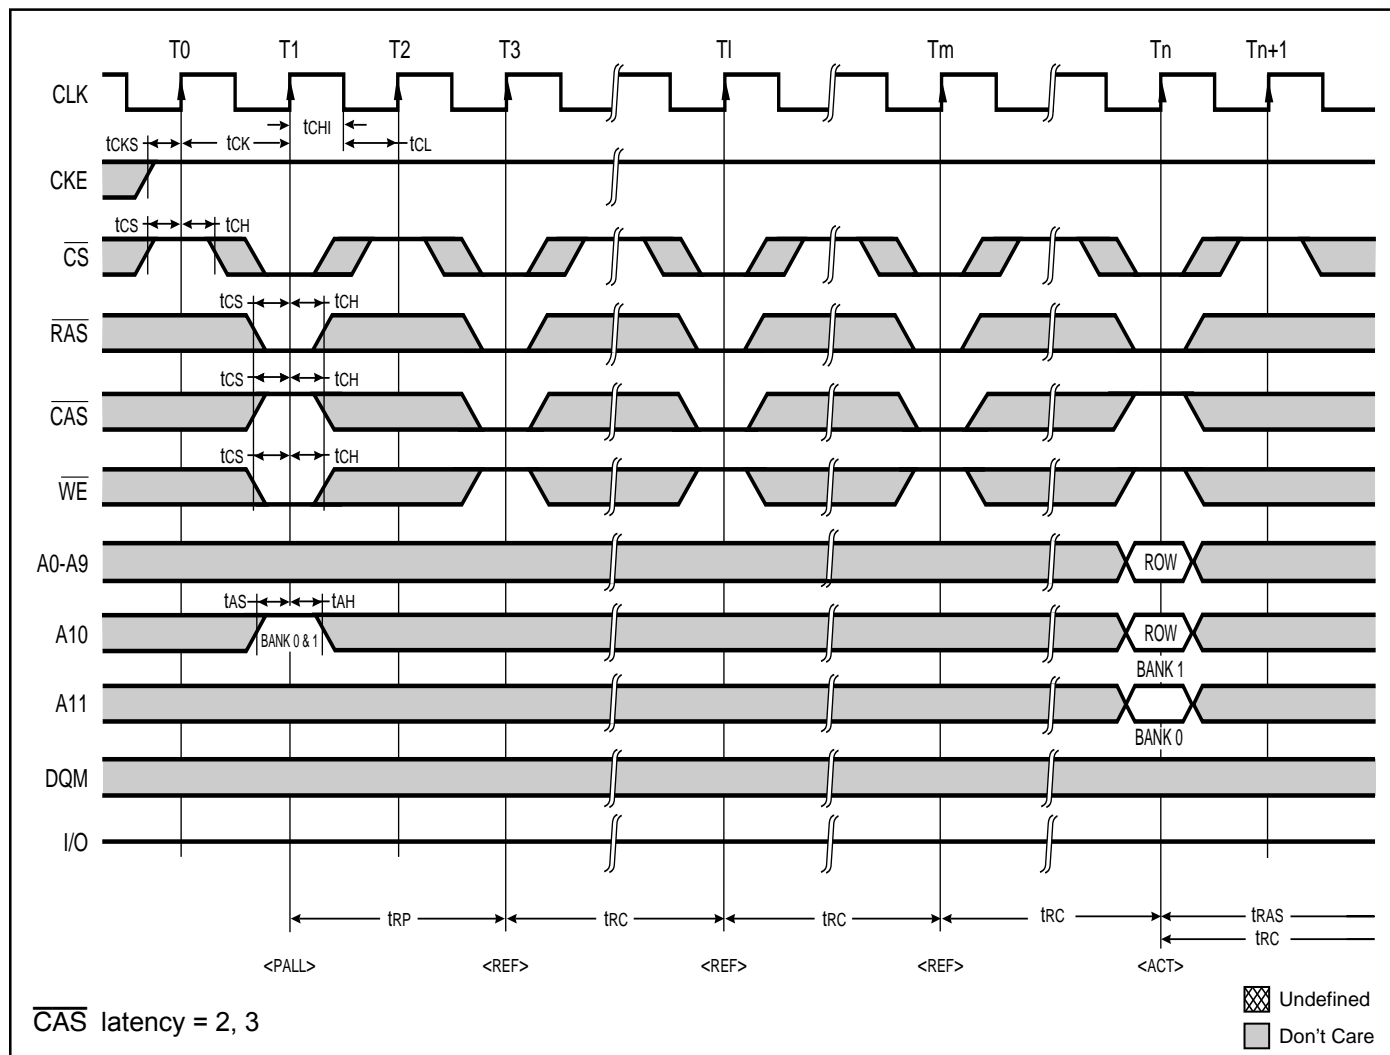 T0 T1 T2 T3 Tl Tm Tn Tn+1
CLK
tCHI
tCKS tCK tCL
CKE
tCS tCH
CS
tCS tCH
RAS
tCS tCH
CAS
tCS tCH
WE
A0-A9 ROW
tAS tAH
A10 BANK 0 & 1 ROW
BANK 1
A11
BANK 0
DQM
I/O
tRP tRC tRC tRC tRAS
tRC
<PALL> <REF> <REF> <REF> <ACT>
Undefined
CAS latency = 2, 3
Don't Care